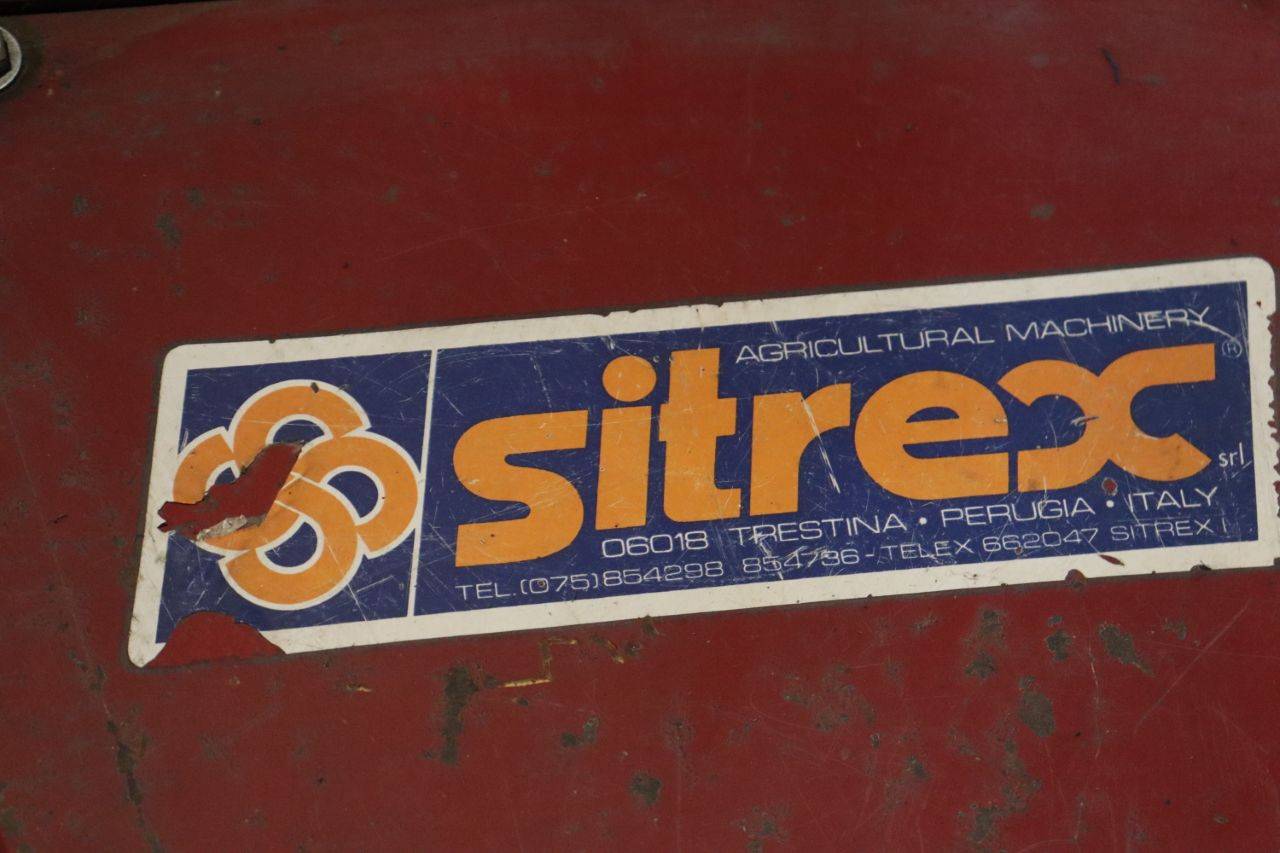 AGRICULTURAL MACHINERY
sitrex ®
srl
06018 TRESTINA • PERUGIA • ITALY
TEL.(075)854298 854736 - TELEX 662047 SITREX I